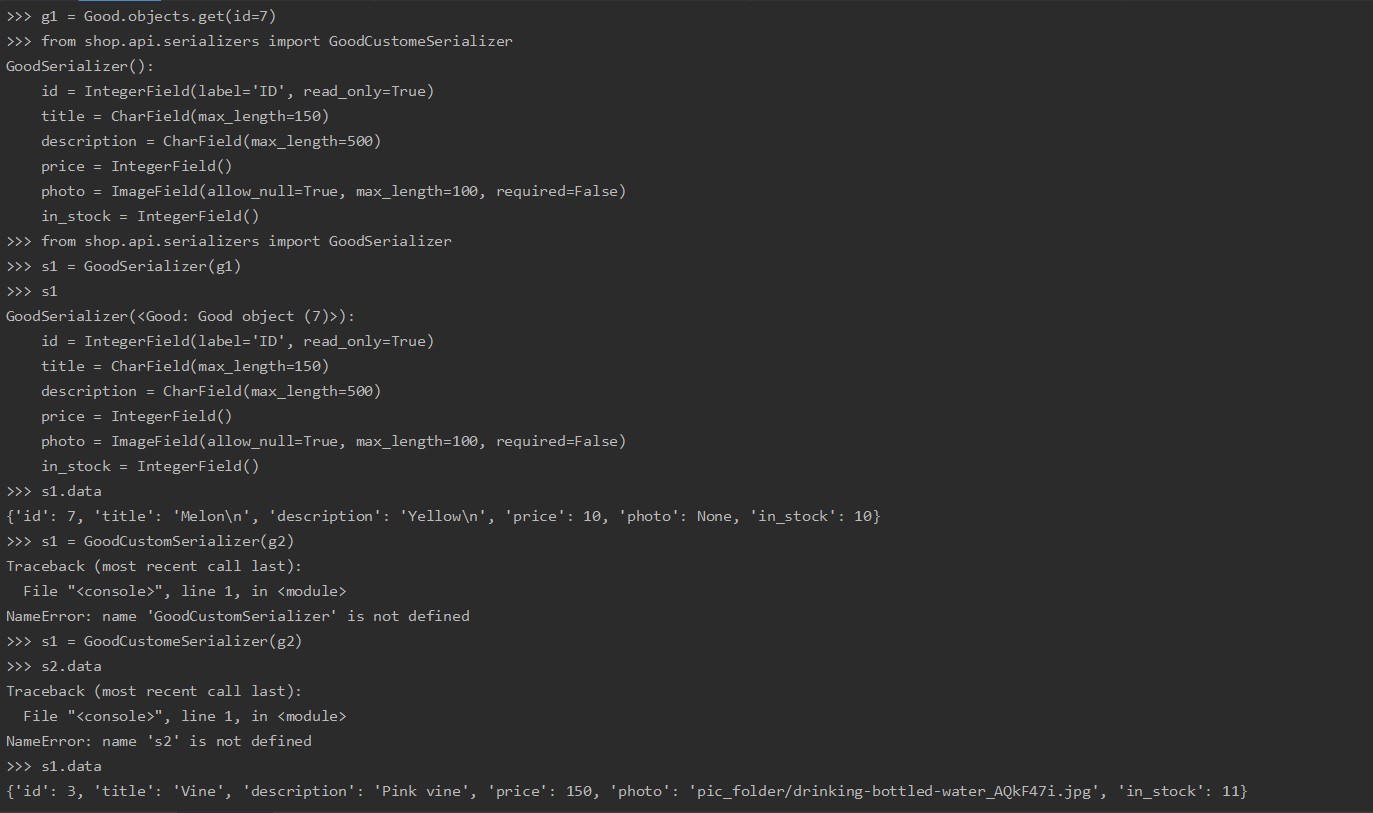 >>> g1 = Good.objects.get(id=7)
>>> from shop.api.serializers import GoodCustomeSerializer
GoodSerializer():
    id = IntegerField(label='ID', read_only=True)
    title = CharField(max_length=150)
    description = CharField(max_length=500)
    price = IntegerField()
    photo = ImageField(allow_null=True, max_length=100, required=False)
    in_stock = IntegerField()
>>> from shop.api.serializers import GoodSerializer
>>> s1 = GoodSerializer(g1)
>>> s1
GoodSerializer(<Good: Good object (7)>):
    id = IntegerField(label='ID', read_only=True)
    title = CharField(max_length=150)
    description = CharField(max_length=500)
    price = IntegerField()
    photo = ImageField(allow_null=True, max_length=100, required=False)
    in_stock = IntegerField()
>>> s1.data
{'id': 7, 'title': 'Melon\n', 'description': 'Yellow\n', 'price': 10, 'photo': None, 'in_stock': 10}
>>> s1 = GoodCustomSerializer(g2)
Traceback (most recent call last):
  File "<console>", line 1, in <module>
NameError: name 'GoodCustomSerializer' is not defined
>>> s1 = GoodCustomeSerializer(g2)
>>> s2.data
Traceback (most recent call last):
  File "<console>", line 1, in <module>
NameError: name 's2' is not defined
>>> s1.data
{'id': 3, 'title': 'Vine', 'description': 'Pink vine', 'price': 150, 'photo': 'pic_folder/drinking-bottled-water_AQkF47i.jpg', 'in_stock': 11}